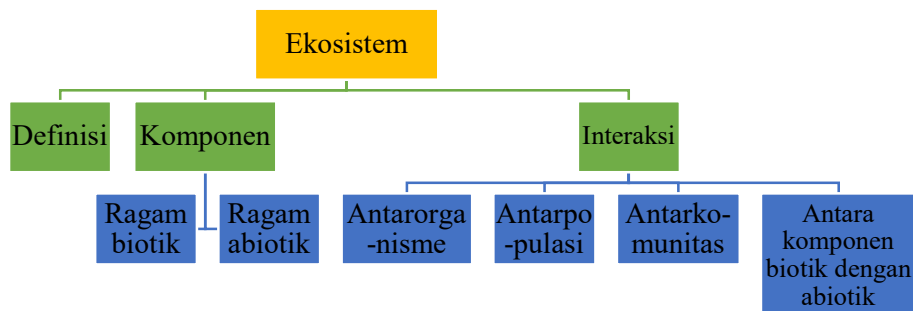 Ekosistem
Definisi
Komponen
Interaksi
Ragam
biotik
Ragam
abiotik
Antarorga
-nisme
Antarpo
-pulasi
Antarko-
munitas
Antara
komponen
biotik dengan
abiotik